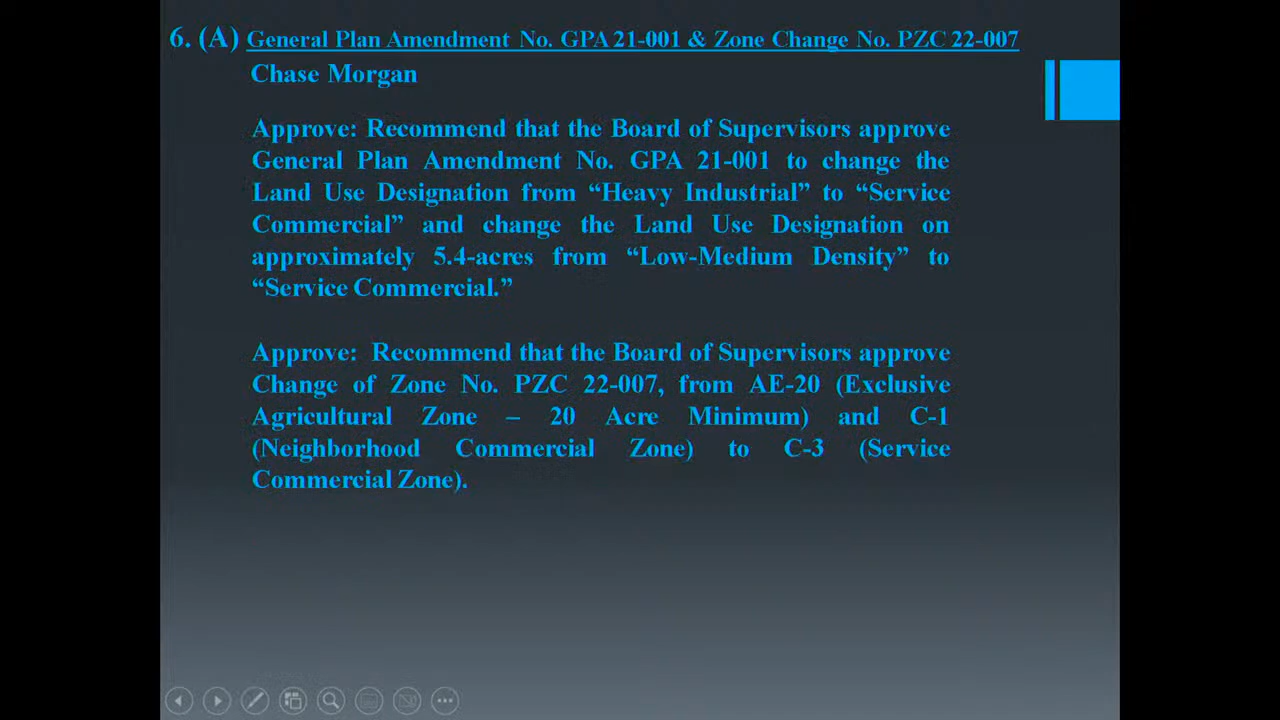 6. (A) General Plan Amendment No. GPA 21-001 & Zone Change No. PZC 22-007
Chase Morgan
Approve: Recommend that the Board of Supervisors approve
General Plan Amendment No. GPA 21-001 to change the
Land Use Designation from “Heavy Industrial” to “Service
Commercial” and change the Land Use Designation on
approximately 5.4-acres from “Low-Medium Density” to
“Service Commercial.”
Approve: Recommend that the Board of Supervisors approve
Change of Zone No. PZC 22-007, from AE-20 (Exclusive
Agricultural Zone – 20 Acre Minimum) and C-1
(Neighborhood Commercial Zone) to C-3 (Service
Commercial Zone).